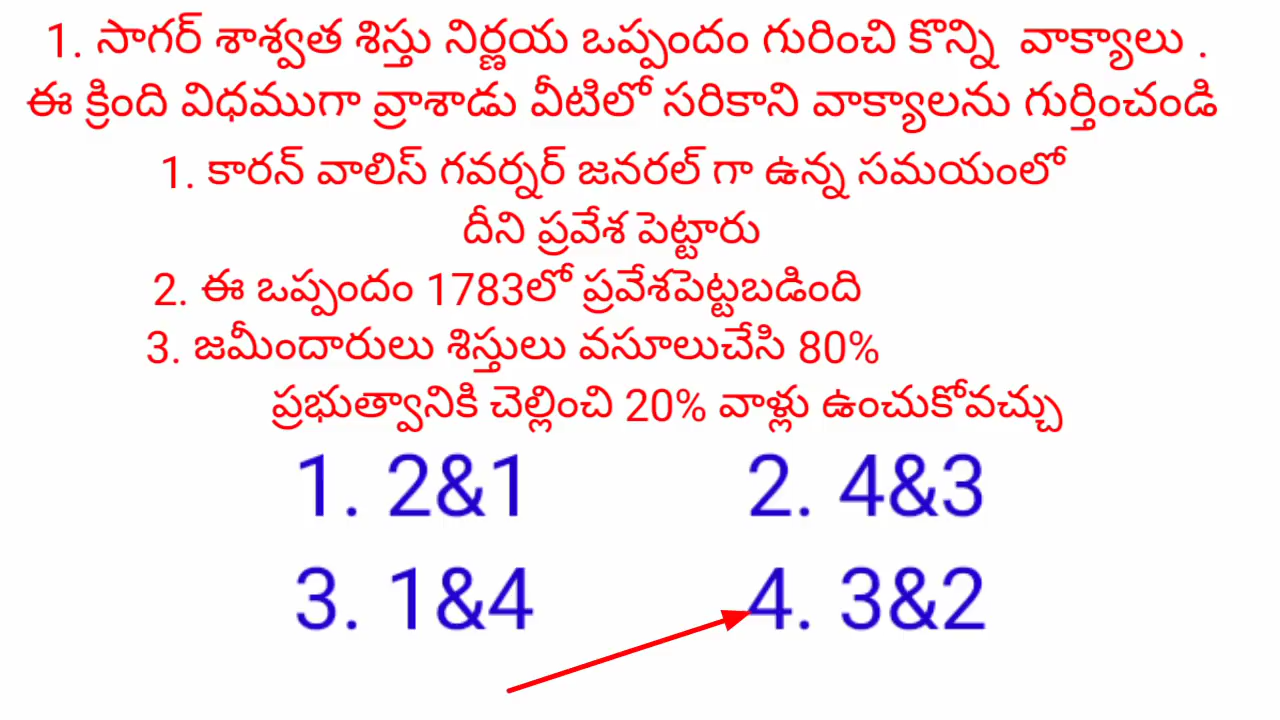 1. సాగర్ శాశ్వత శిస్తు నిర్ణయ ఒప్పందం గురించి కొన్ని వాక్యాలు .
ఈ క్రింది విధముగా వ్రాశాడు వీటిలో సరికాని వాక్యాలను గుర్తించండి
1. కారన్ వాలిస్ గవర్నర్ జనరల్ గా ఉన్న సమయంలో
దీని ప్రవేశ పెట్టారు
2. ఈ ఒప్పందం 1783లో ప్రవేశపెట్టబడింది
3. జమీందారులు శిస్తులు వసూలుచేసి 80%
ప్రభుత్వానికి చెల్లించి 20% వాళ్లు ఉంచుకోవచ్చు
1. 2&1 2. 4&3
3. 1&4 4. 3&2